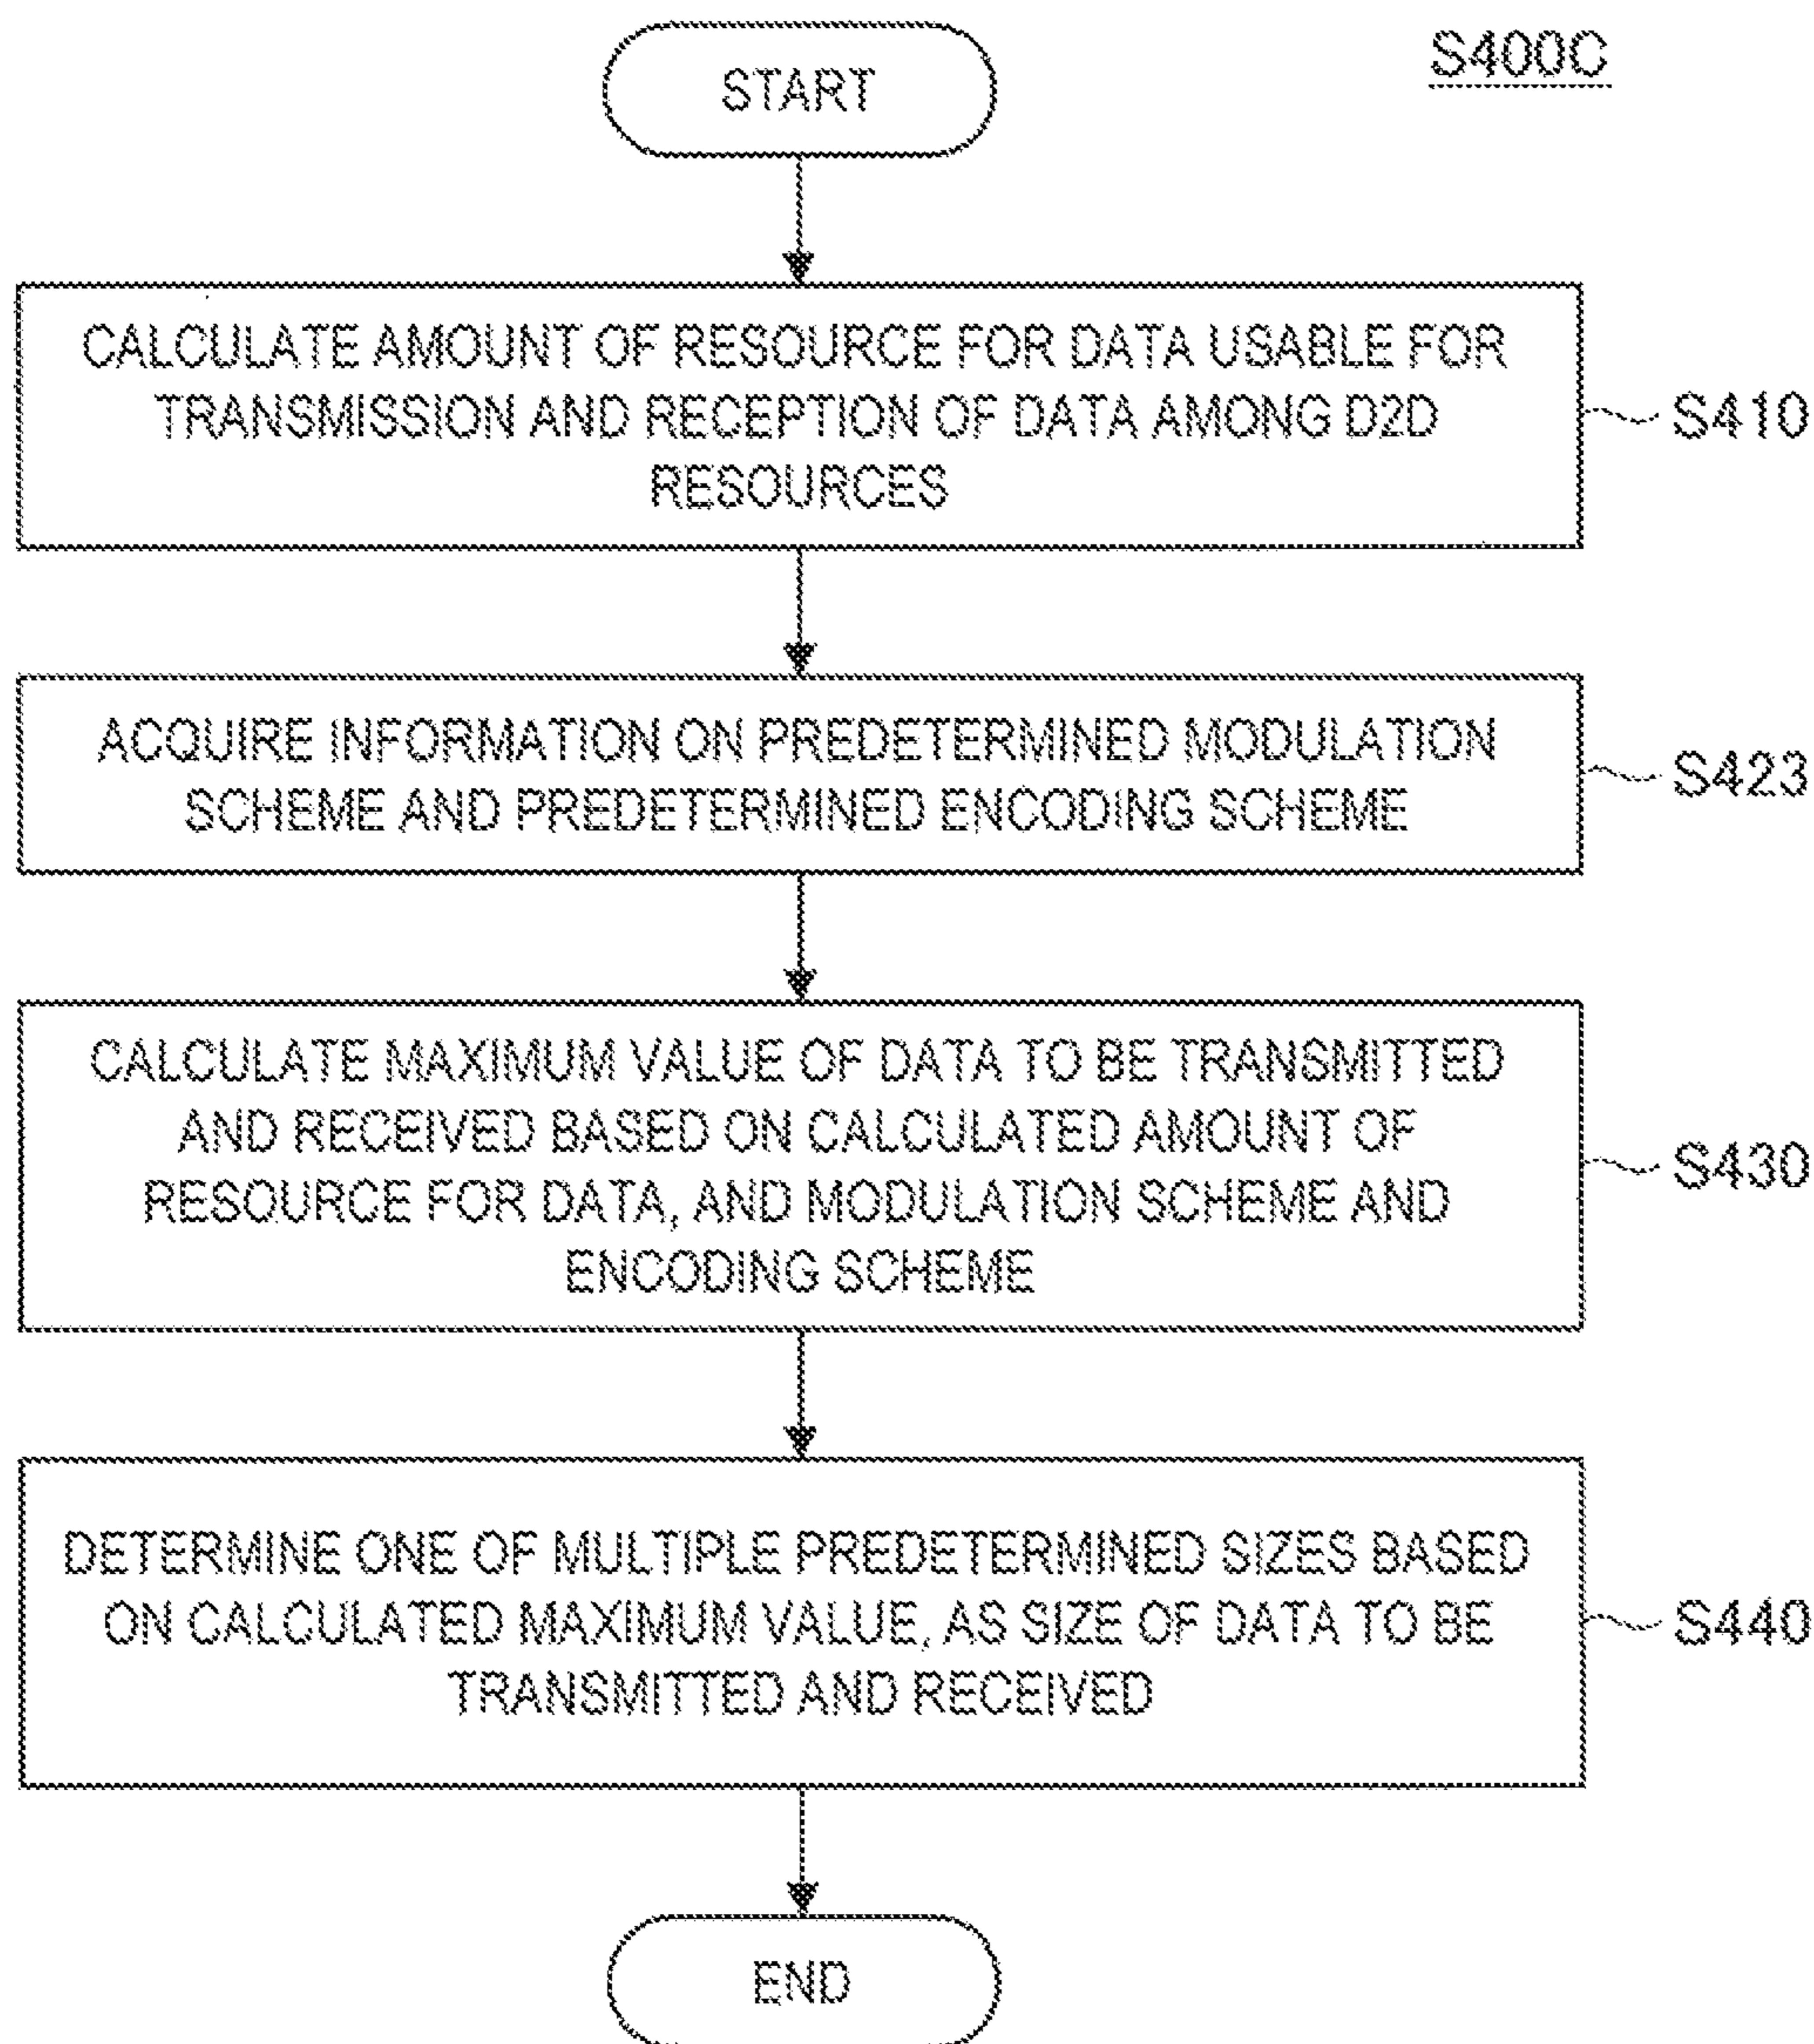 S400C
START
CALCULATE AMOUNT OF RESOURCE FOR DATA USABLE FOR
TRANSMISSION AND RECEPTION OF DATA AMONG D2D
RESOURCES
S410
ACQUIRE INFORMATION ON PREDETERMINED MODULATION
SCHEME AND PREDETERMINED ENCODING SCHEME
S423
CALCULATE MAXIMUM VALUE OF DATA TO BE TRANSMITTED
AND RECEIVED BASED ON CALCULATED AMOUNT OF
RESOURCE FOR DATA, AND MODULATION SCHEME AND
ENCODING SCHEME
S430
DETERMINE ONE OF MULTIPLE PREDETERMINED SIZES BASED
ON CALCULATED MAXIMUM VALUE, AS SIZE OF DATA TO BE
TRANSMITTED AND RECEIVED
S440
END